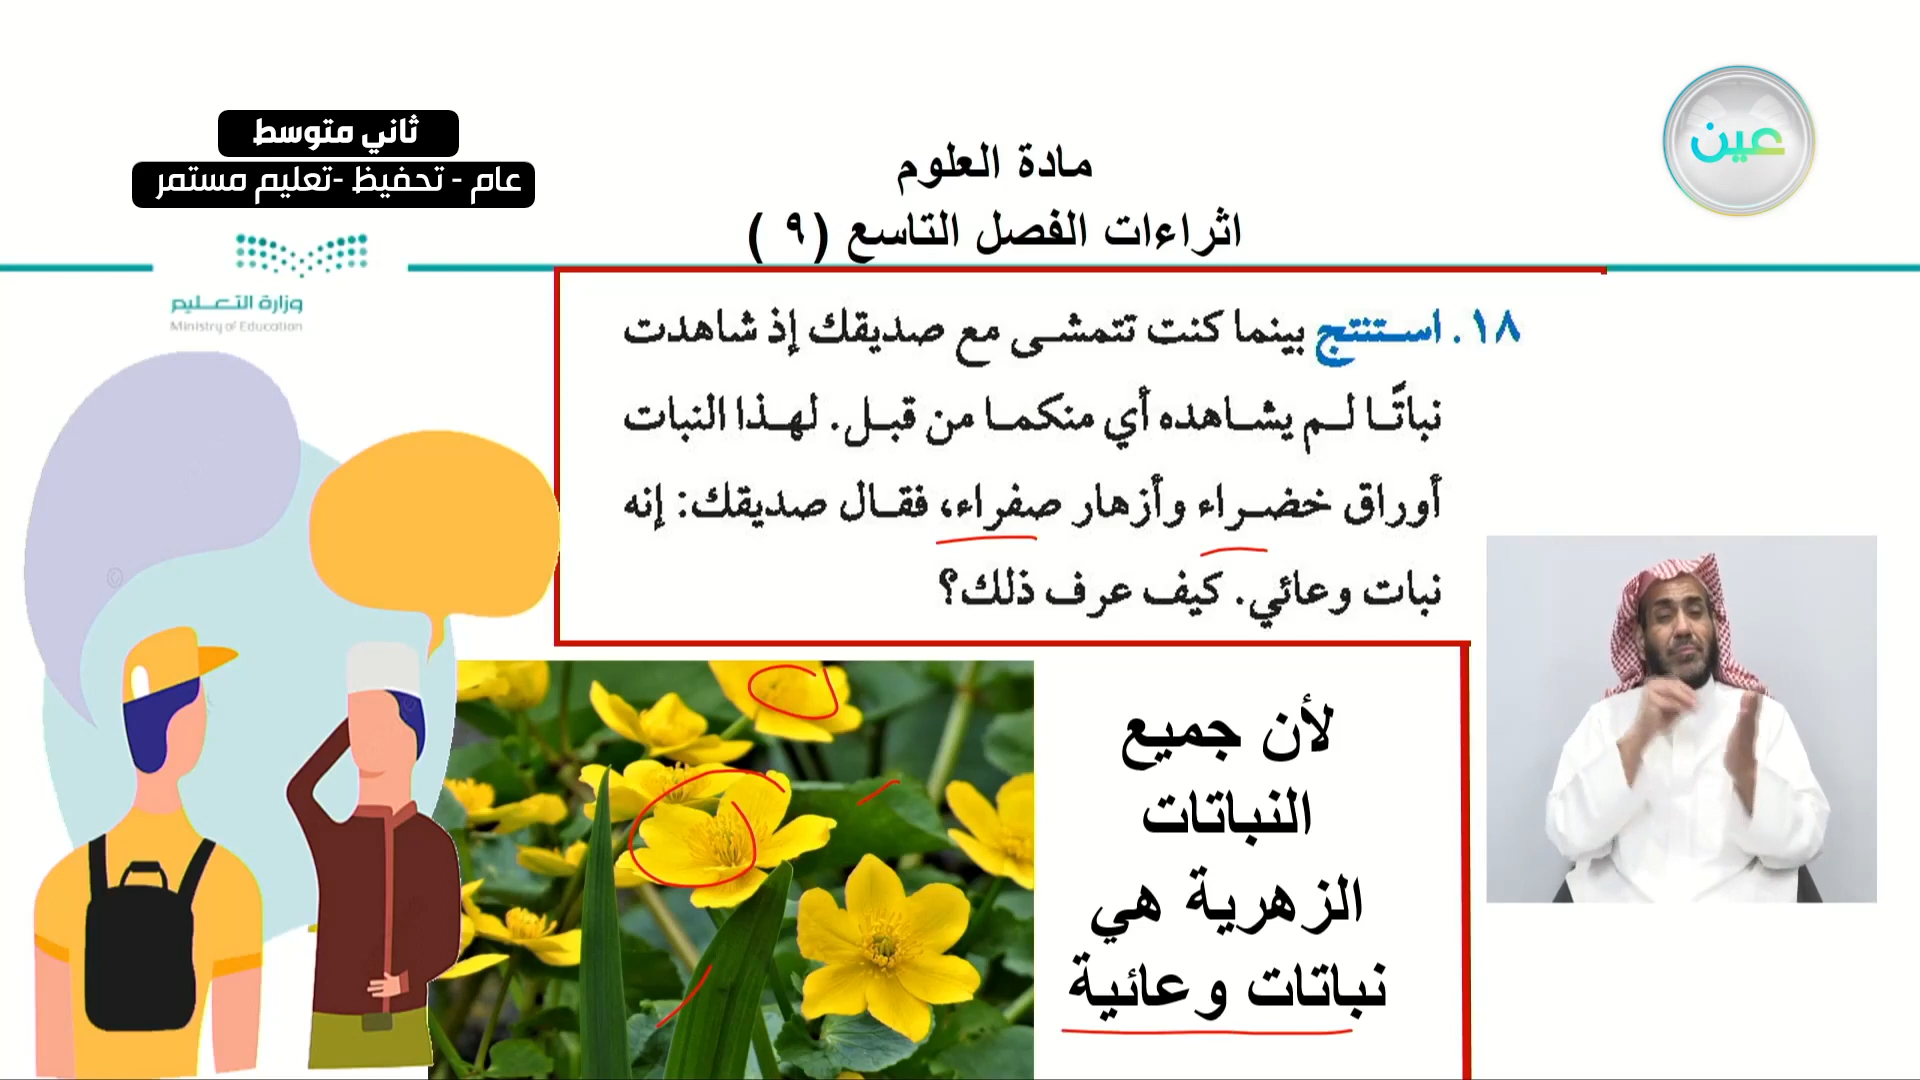 ثاني متوسط
عام - تحفيظ -تعليم مستمر
مادة العلوم
اثراءات الفصل التاسع (٩ )
عين
وزارة التعـــليم
Ministry of Education
١٨. استنتج بينما كنت تتمشى مع صديقك إذ شاهدت
نباتًا لم يشاهده أي منكما من قبل. لهذا النبات
أوراق خضراء وأزهار صفراء، فقال صديقك: إنه
نبات وعائي. كيف عرف ذلك؟
لأن جميع
النباتات
الزهرية هي
نباتات وعائية